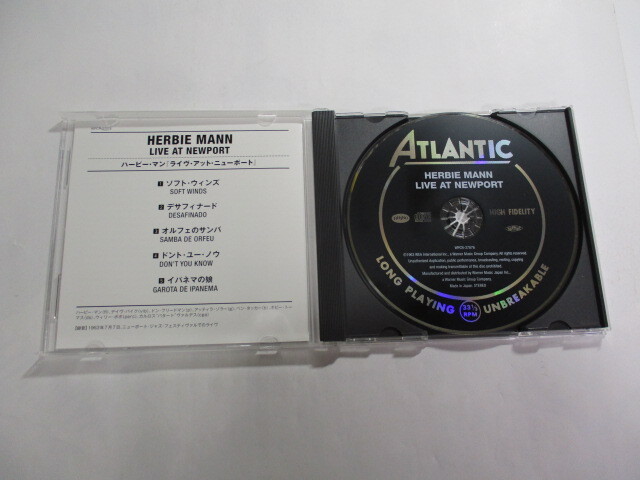 HERBIE MANN
LIVE AT NEWPORT
ハービー・マン「ライヴ・アット・ニューポート」
1 ソフト・ウィンズ
SOFT WINDS
2 デサフィナード
DESAFINADO
3 オルフェのサンバ
SAMBA DE ORFEU
4 ドント・ユー・ノウ
DON'T YOU KNOW
5 イパネマの娘
GAROTA DE IPANEMA
ATLANTIC
HERBIE MANN
LIVE AT NEWPORT
HIGH FIDELITY
LONG PLAYING 33⅓ RPM UNBREAKABLE